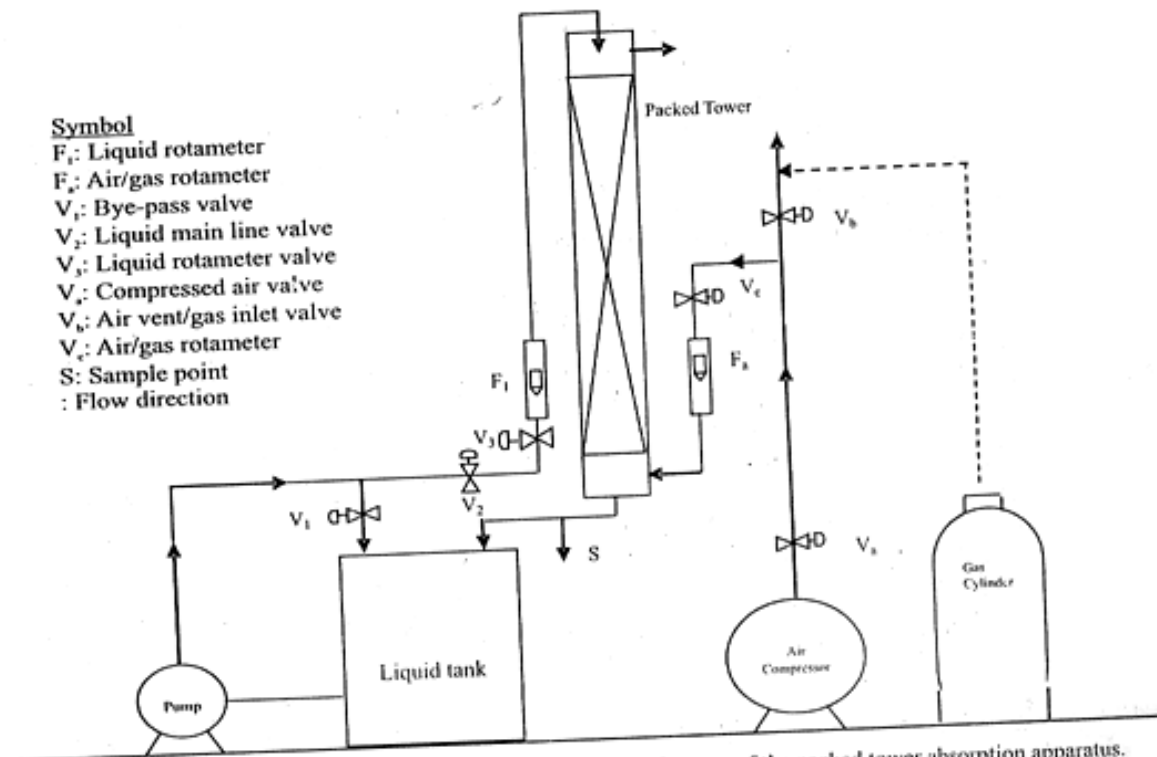 Symbol
F₁: Liquid rotameter
Fₐ: Air/gas rotameter
V₁: Bye-pass valve
V₂: Liquid main line valve
V₃: Liquid rotameter valve
Vₐ: Compressed air valve
V_b: Air vent/gas inlet valve
V_c: Air/gas rotameter
S: Sample point
: Flow direction
Packed Tower
V_b
V_c
F₁
Fₐ
V₃
V₂
V₁
S
Vₐ
Gas
Cylinder
Air
Compressor
Liquid tank
Pump
packed tower absorption apparatus.